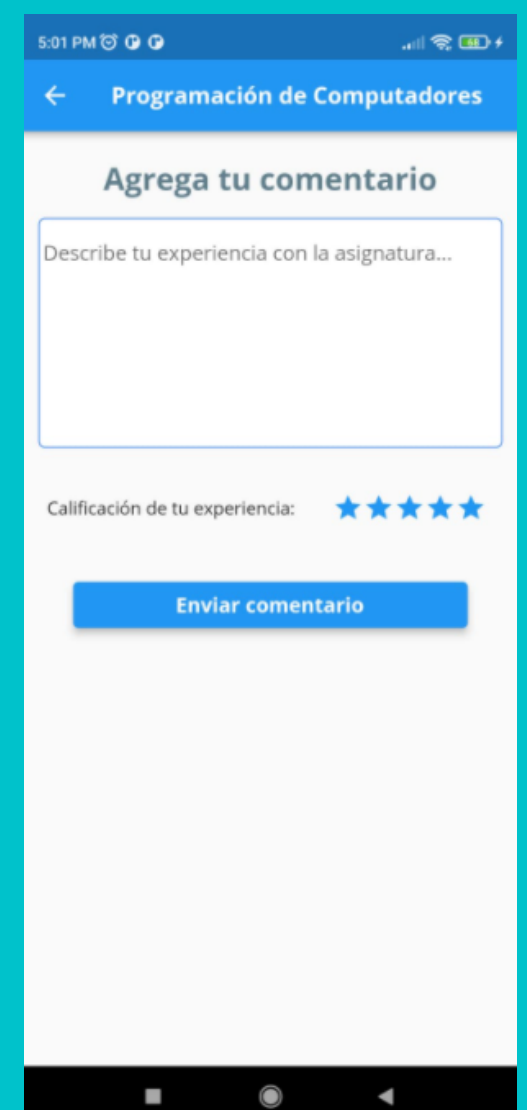 5:01 PM
68
Programación de Computadores
Agrega tu comentario
Describe tu experiencia con la asignatura...
Calificación de tu experiencia:
Enviar comentario